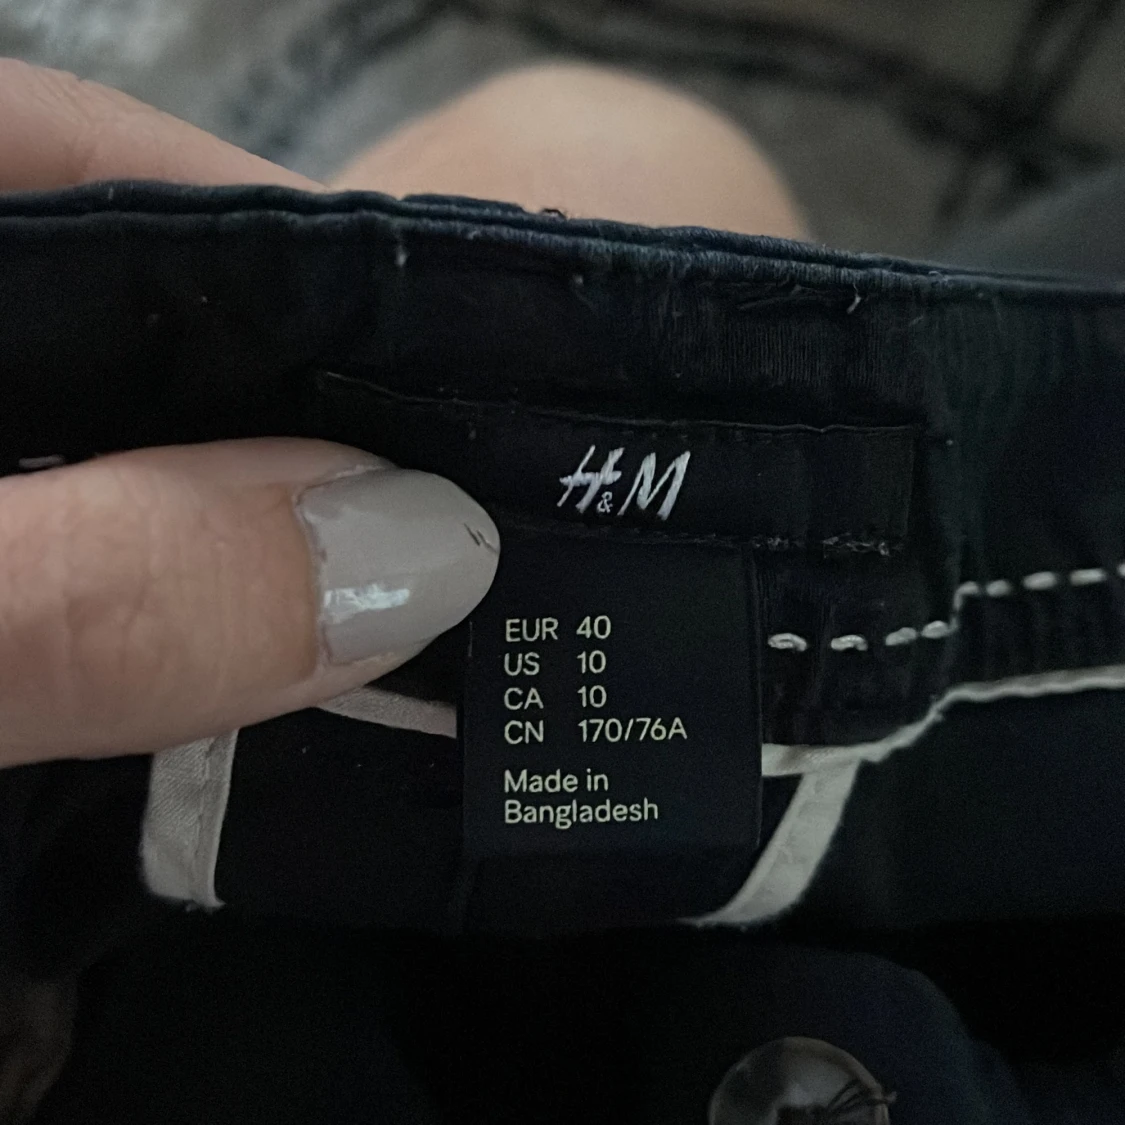 H&M
EUR 40
US 10
CA 10
CN 170/76A
Made in
Bangladesh